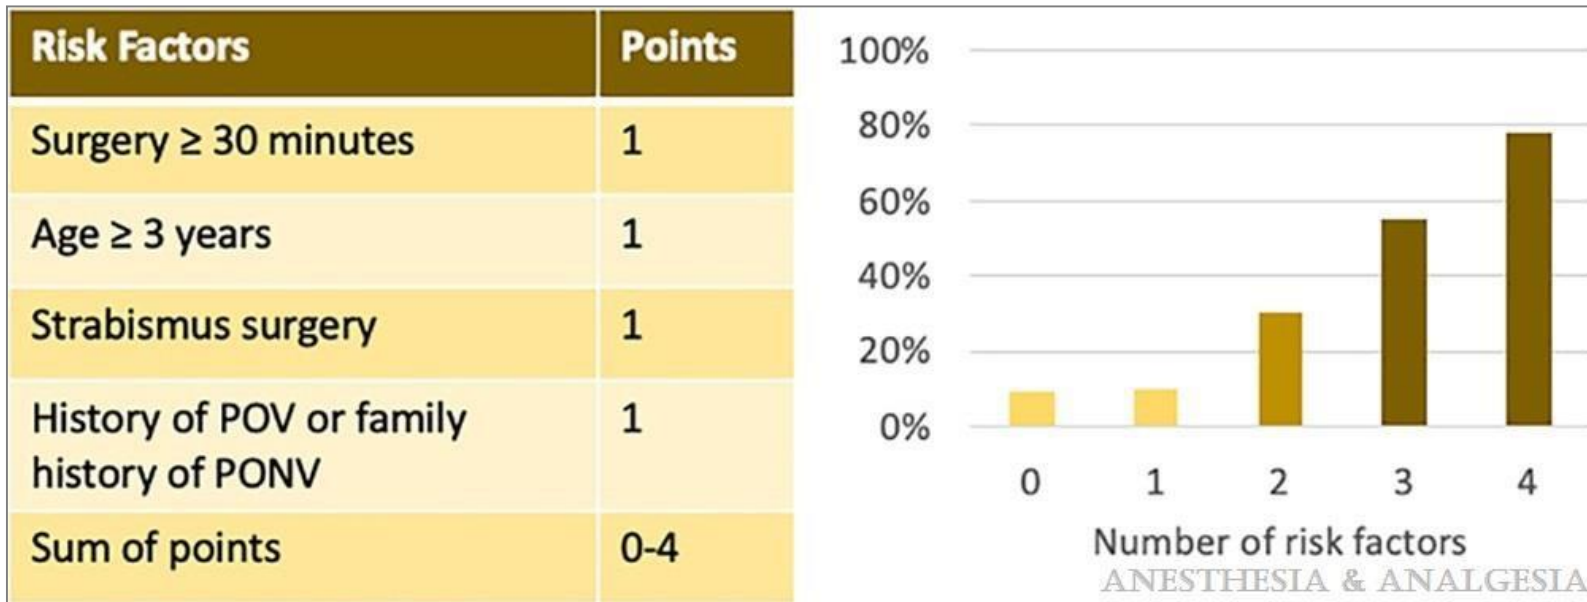 Risk Factors Points
Surgery ≥ 30 minutes 1
Age ≥ 3 years 1
Strabismus surgery 1
History of POV or family 1
history of PONV
Sum of points 0-4
100%
80%
60%
40%
20%
0%
0 1 2 3 4
Number of risk factors
ANESTHESIA & ANALGESIA